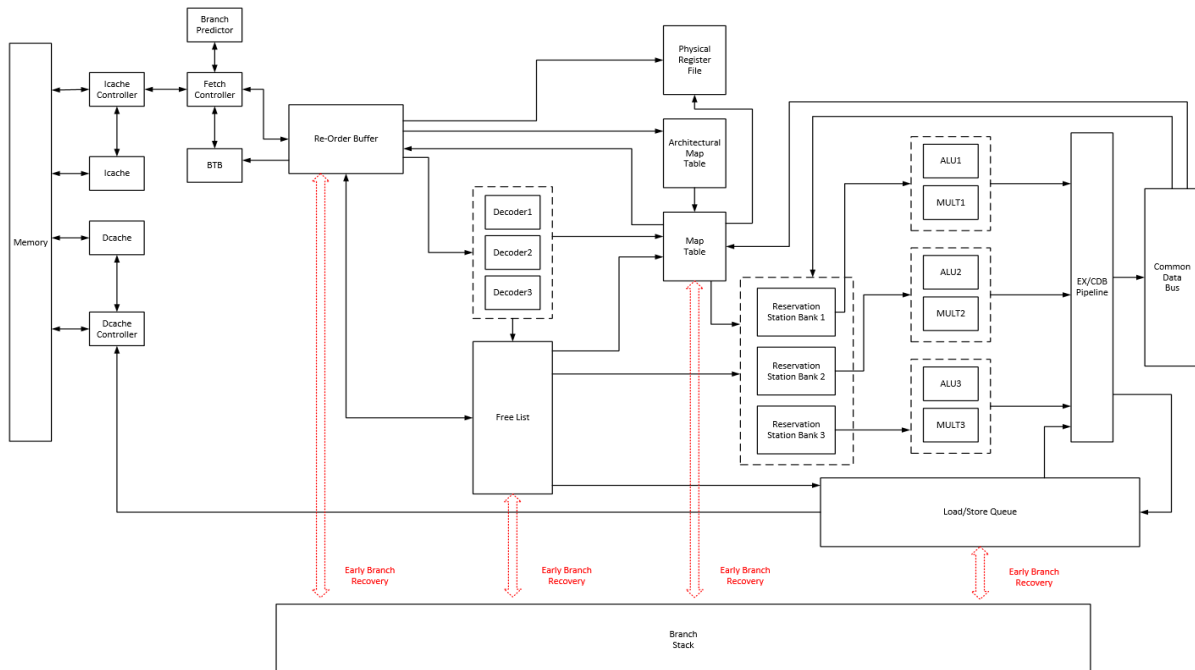 Branch
Predictor
Physical
Register
File
Icache
Controller
Fetch
Controller
Re-Order Buffer
Architectural
Map
Table
ALU1
MULT1
BTB
Icache
Memory
Decoder1
Decoder2
Decoder3
Map
Table
Dcache
Dcache
Controller
Reservation
Station Bank 1
Reservation
Station Bank 2
Reservation
Station Bank 3
ALU2
MULT2
ALU3
MULT3
EX/CDB
Pipeline
Common
Data
Bus
Free List
Load/Store Queue
Early Branch
Recovery
Early Branch
Recovery
Early Branch
Recovery
Early Branch
Recovery
Branch
Stack